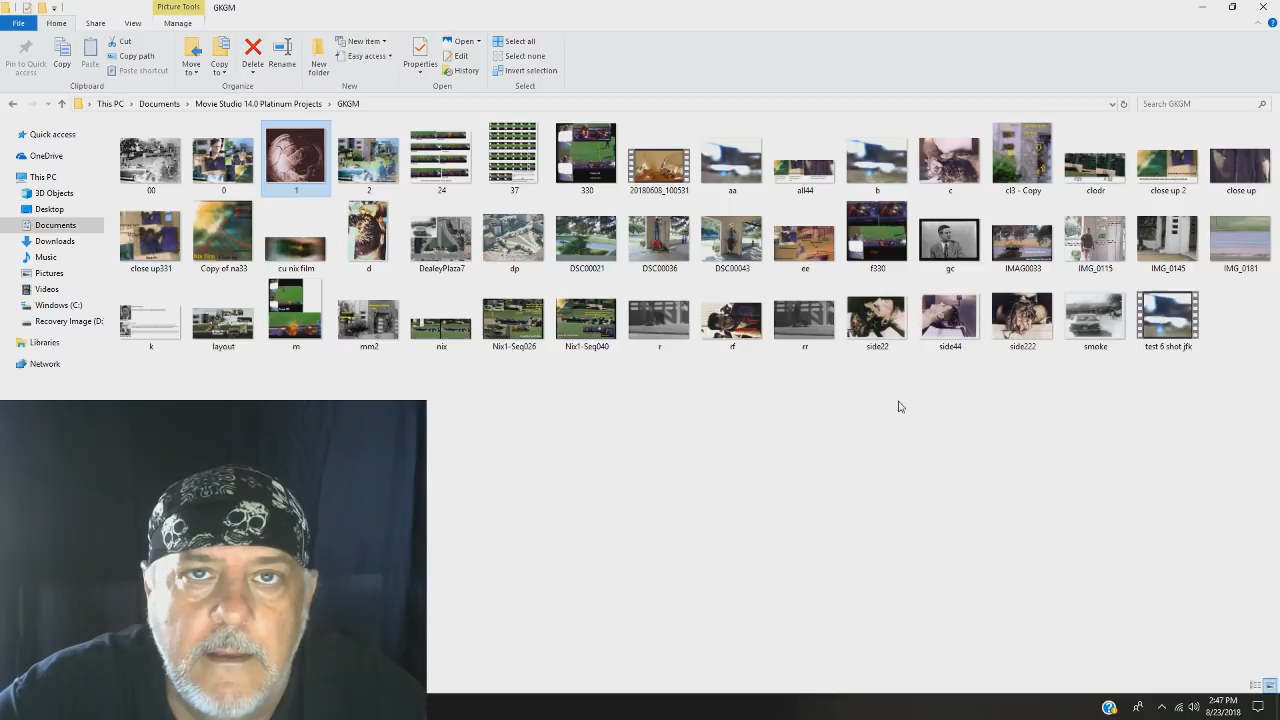 Picture Tools GKGM
File Home Share View Manage
Pin to Quick access
Copy
Paste
Cut
Copy path
Paste shortcut
Move to
Copy to
Delete
Rename
New folder
New item
Easy access
Properties
Open
Edit
History
Select all
Select none
Invert selection
Clipboard Organize New Open Select
This PC Documents Movie Studio 14.0 Platinum Projects GKGM Search GKGM
Quick access
OneDrive
This PC
3D Objects
Desktop
Documents
Downloads
Music
Pictures
Videos
Windows (C:)
Recovery Image (D:
Libraries
Network
00 0 1 2 24 37 330 20180608_100531 aa all44 b c cl3 - Copy clodr close up 2 close up
close up331 Copy of na33 cu nix film d DealeyPlaza7 dp DSC00021 DSC00036 DSC00043 ee f330 gc IMAG0033 IMG_0115 IMG_0145 IMG_0181
k layout m mm2 nix Nix1-Seq026 Nix1-Seq040 r rf rr side22 side44 side222 smoke test 6 shot jfk
2:47 PM
8/23/2018